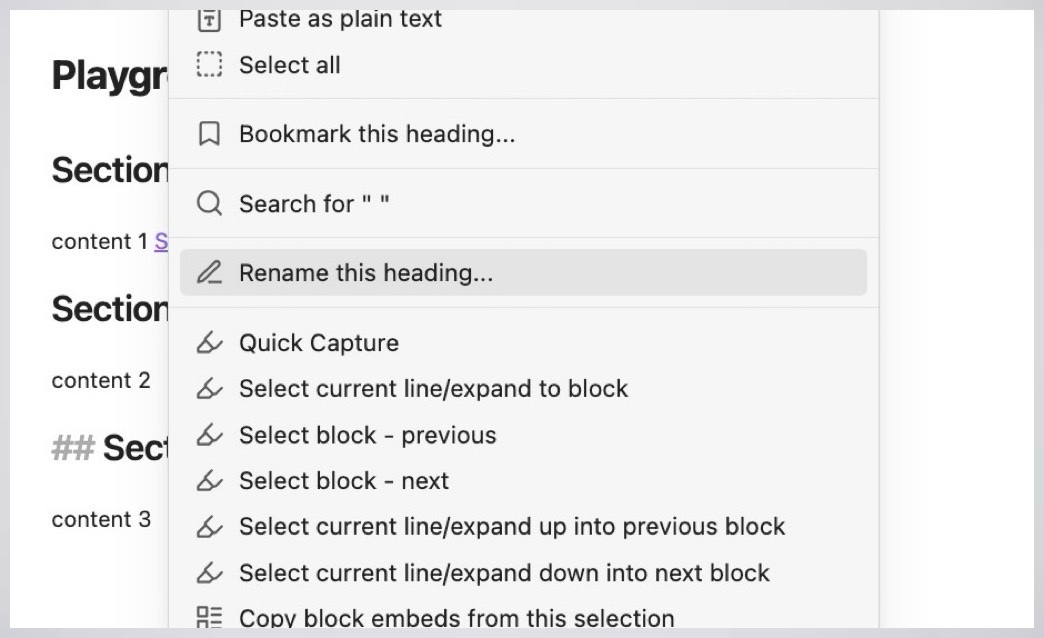 Paste as plain text
Select all
Bookmark this heading...
Search for " "
Rename this heading...
Quick Capture
Select current line/expand to block
Select block - previous
Select block - next
Select current line/expand up into previous block
Select current line/expand down into next block
Copy block embeds from this selection
Section
content 1
Section
content 2
##
content 3